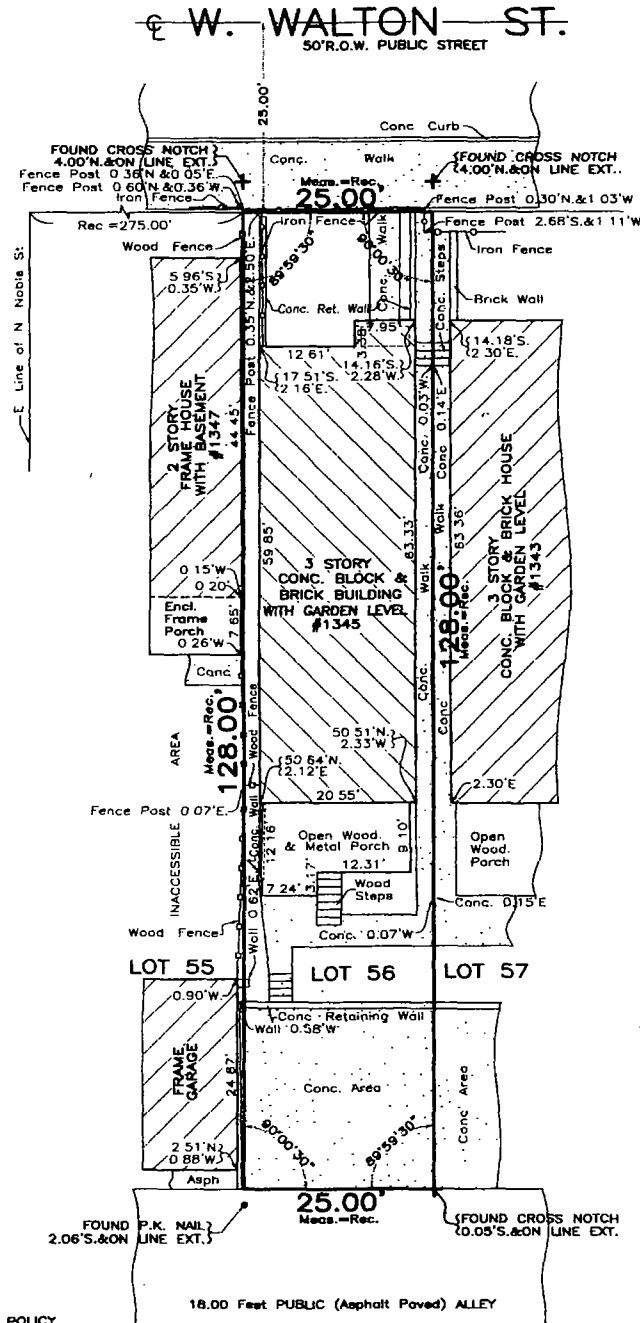 ℄ W. WALTON ST.
50'R.O.W. PUBLIC STREET
25.00'
Conc Curb
FOUND CROSS NOTCH
4.00'N.&ON LINE EXT.
Conc. Walk
FOUND CROSS NOTCH
4.00'N.&ON LINE EXT..
Fence Post 0.36'N &0.05'E.
Fence Post 0 60'N &0.36'W.
Iron Fence
Meas.=Rec.
25.00'
Fence Post 0.30'N.&1 03'W
Fence Post 2.68'S.&1 11'W
Rec =275.00'
Wood Fence
Iron Fence
Conc. Walk
Conc. Steps
Iron Fence
Brick Wall
E Line of N Noble St
5.96'S
0.35'W.
Fence Post 0.35'N.&2.50'E.
89°59'30"
90°00'30"
Conc. Ret. Wall
7.95'
3.38'
12.61'
14.16'S.
2.28'W.
14.18'S.
2 30'E.
17.51'S.
2 16'E.
2 STORY
FRAME HOUSE
WITH BASEMENT
#1347
44 45'
59 85'
3 STORY
CONC. BLOCK &
BRICK BUILDING
WITH GARDEN LEVEL
#1345
63.33'
Conc. 0.03'W
Conc 0.14'E
Walk
Walk
Conc.
Conc
63 36'
3 STORY
CONC. BLOCK & BRICK HOUSE
WITH GARDEN LEVEL
#1343
0 15'W
0 20'
Encl.
Frame
Porch
7 65'
0 26'W
Conc
128.00'
Meas.=Rec.
128.00'
Meas.=Rec.
INACCESSIBLE AREA
Wood Fence
50 51'N.
2.33'W
50 64'N.
2.12'E
20 55'
2.30'E
Fence Post 0 07'E.
Conc Wall
Wall 0 62'E
12 16'
Open Wood.
& Metal Porch
9 10'
12.31'
7 24'
3.17'
Wood
Steps
Open
Wood.
Porch
Conc. 0.15'E
Conc. 0.07'W
Wood Fence
LOT 55
LOT 56
LOT 57
0.90'W.
Conc Retaining Wall
Wall 0.58'W
FRAME
GARAGE
24 87'
Conc. Area
Conc Area
2.51'N
0 88'W
Asph
90°00'30"
89°59'30"
25.00'
Meas.=Rec.
FOUND P.K. NAIL
2.06'S.&ON LINE EXT.
FOUND CROSS NOTCH
0.05'S.&ON LINE EXT.
18.00 Feet PUBLIC (Asphalt Paved) ALLEY
POLICY